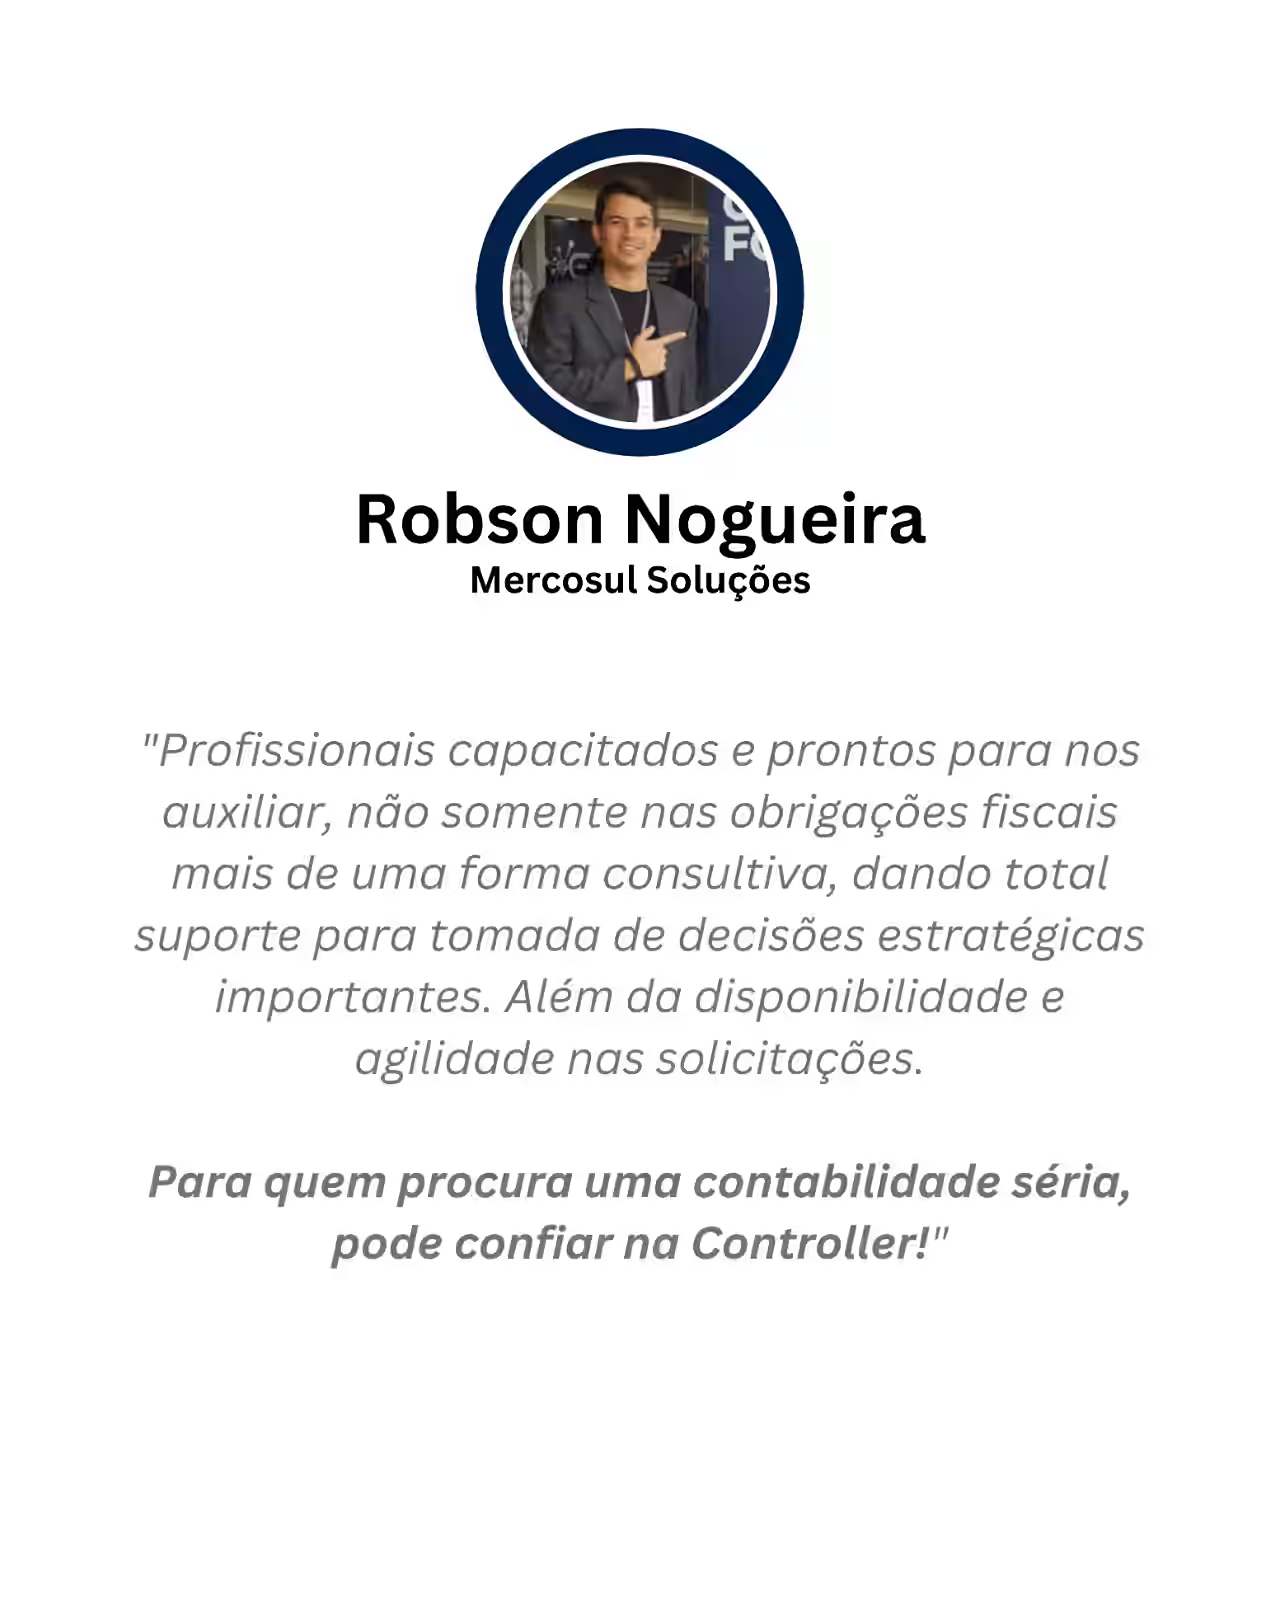 FO
Robson Nogueira
Mercosul Soluções
"Profissionais capacitados e prontos para nos
auxiliar, não somente nas obrigações fiscais
mais de uma forma consultiva, dando total
suporte para tomada de decisões estratégicas
importantes. Além da disponibilidade e
agilidade nas solicitações.
Para quem procura uma contabilidade séria,
pode confiar na Controller!"